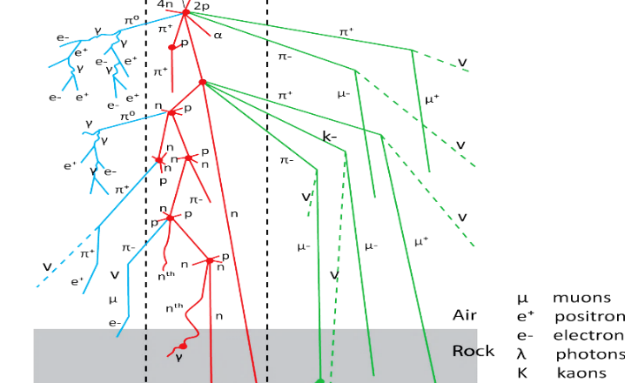 4n 2p
π⁰ π⁺ π⁺
e- γ γ p α π-
e⁺ e- e⁺ γ π⁺ ν
e- e⁺ e- e⁺ π⁺ μ- μ⁺
π⁰ n p
γ k- ν
n p π-
e⁺ γ e- n n ν
π⁺ p π- ν
n p n
ν π⁺ π- μ- μ- μ⁺
e⁺ ν nᵗʰ n p n ν
μ nᵗʰ n
e-
γ
Air
Rock
μ muons
e⁺ positron
e- electron
λ photons
K kaons